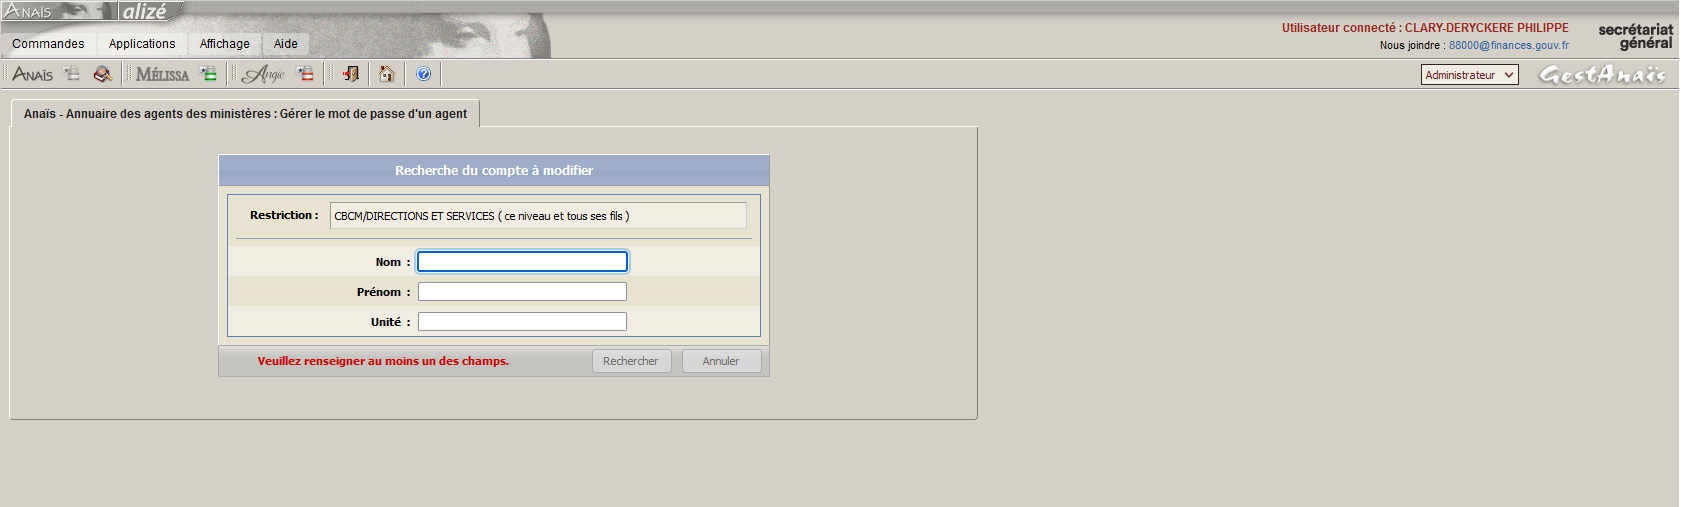 ANAÏS alizé
Utilisateur connecté : CLARY-DERYCKERE PHILIPPE
Nous joindre : 88000@finances.gouv.fr
secrétariat
général
Commandes Applications Affichage Aide
ANAÏS MÉLISSA Angie Administrateur GestAnaïs
Anaïs - Annuaire des agents des ministères : Gérer le mot de passe d'un agent
Recherche du compte à modifier
Restriction : CBCM/DIRECTIONS ET SERVICES ( ce niveau et tous ses fils )
Nom :
Prénom :
Unité :
Veuillez renseigner au moins un des champs. Rechercher Annuler